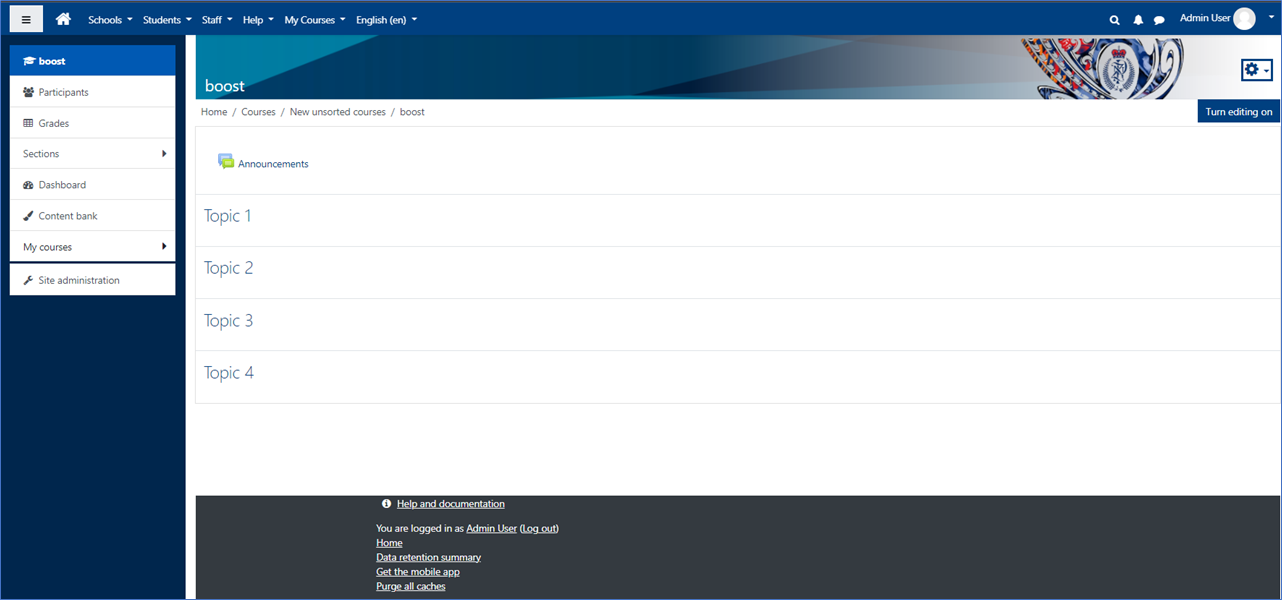 Schools Students Staff Help My Courses English (en) Admin User
boost
Participants
Grades
Sections
Dashboard
Content bank
My courses
Site administration
boost
Home / Courses / New unsorted courses / boost
Turn editing on
Announcements
Topic 1
Topic 2
Topic 3
Topic 4
Help and documentation
You are logged in as Admin User (Log out)
Home
Data retention summary
Get the mobile app
Purge all caches